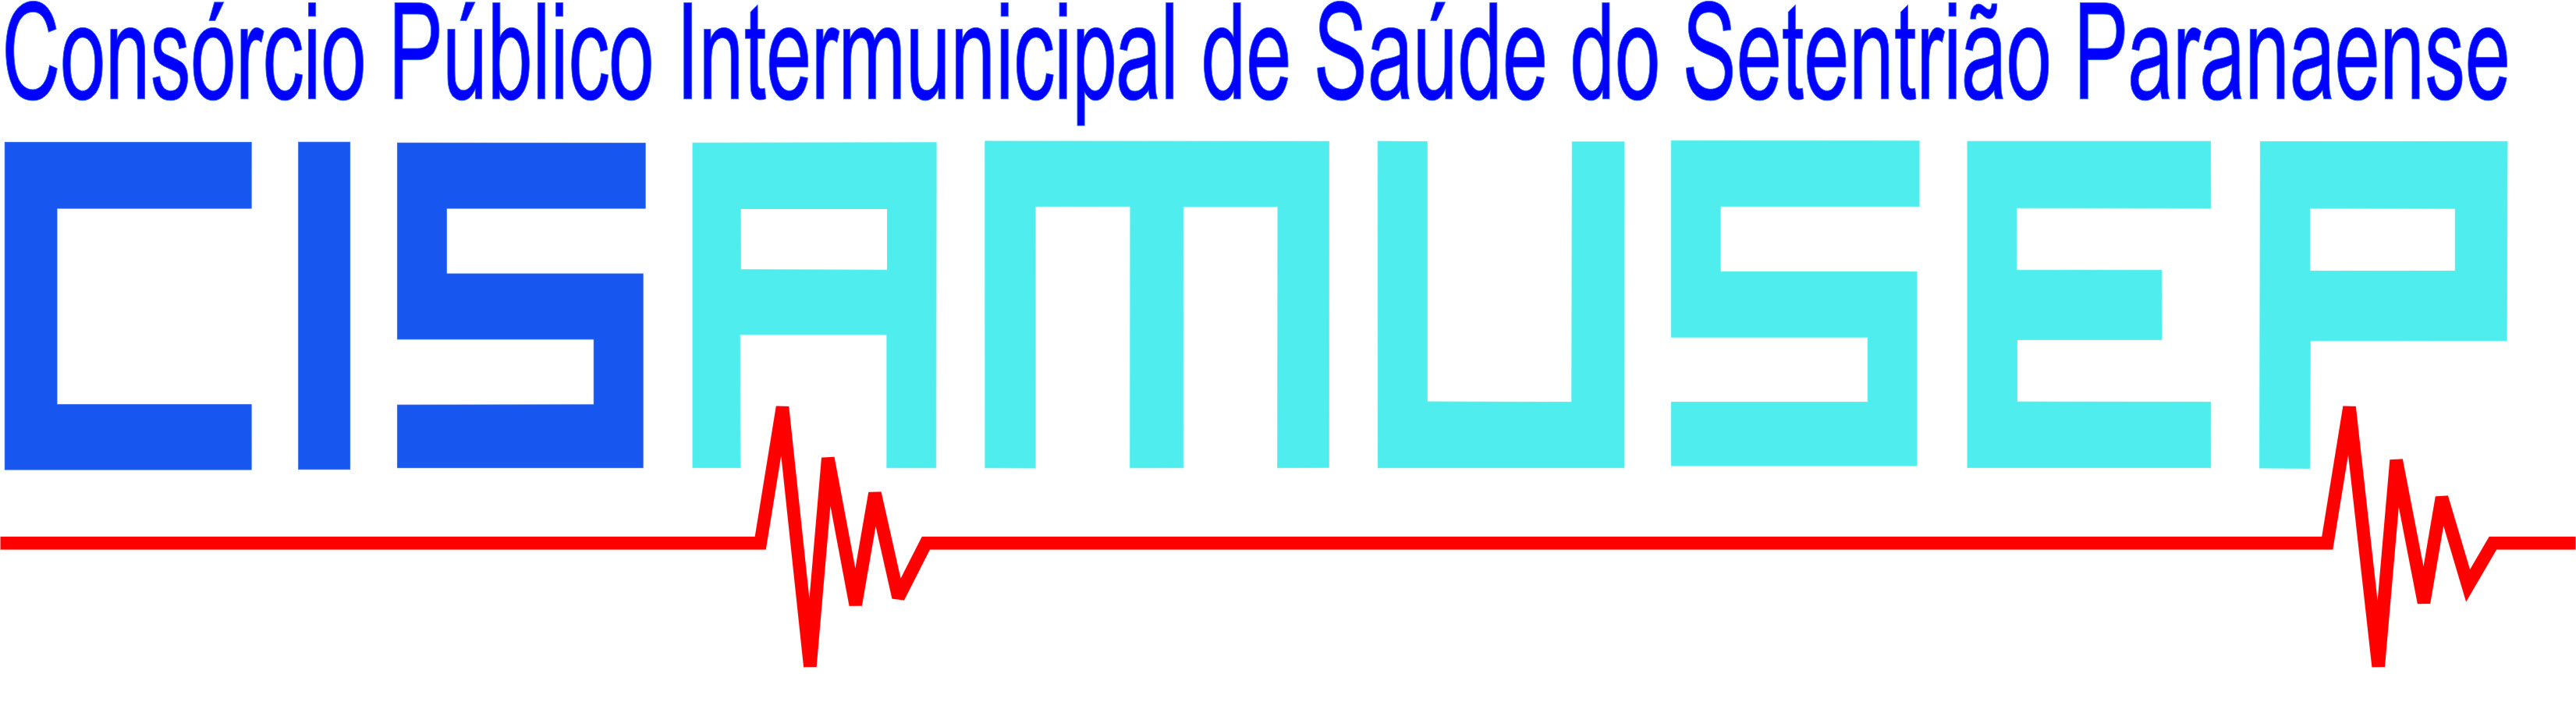 Consórcio Público Intermunicipal de Saúde do Setentrião Paranaense
CISAMUSEP